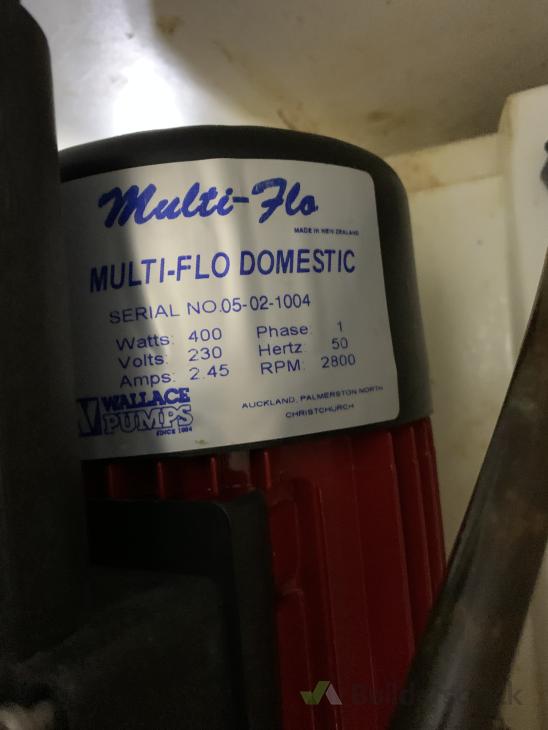 Multi-Flo
MADE IN NEW ZEALAND
MULTI-FLO DOMESTIC
SERIAL NO.05-02-1004
Watts: 400 Phase: 1
Volts: 230 Hertz: 50
Amps: 2.45 RPM: 2800
WALLACE
PUMPS
AUCKLAND, PALMERSTON NORTH
CHRISTCHURCH